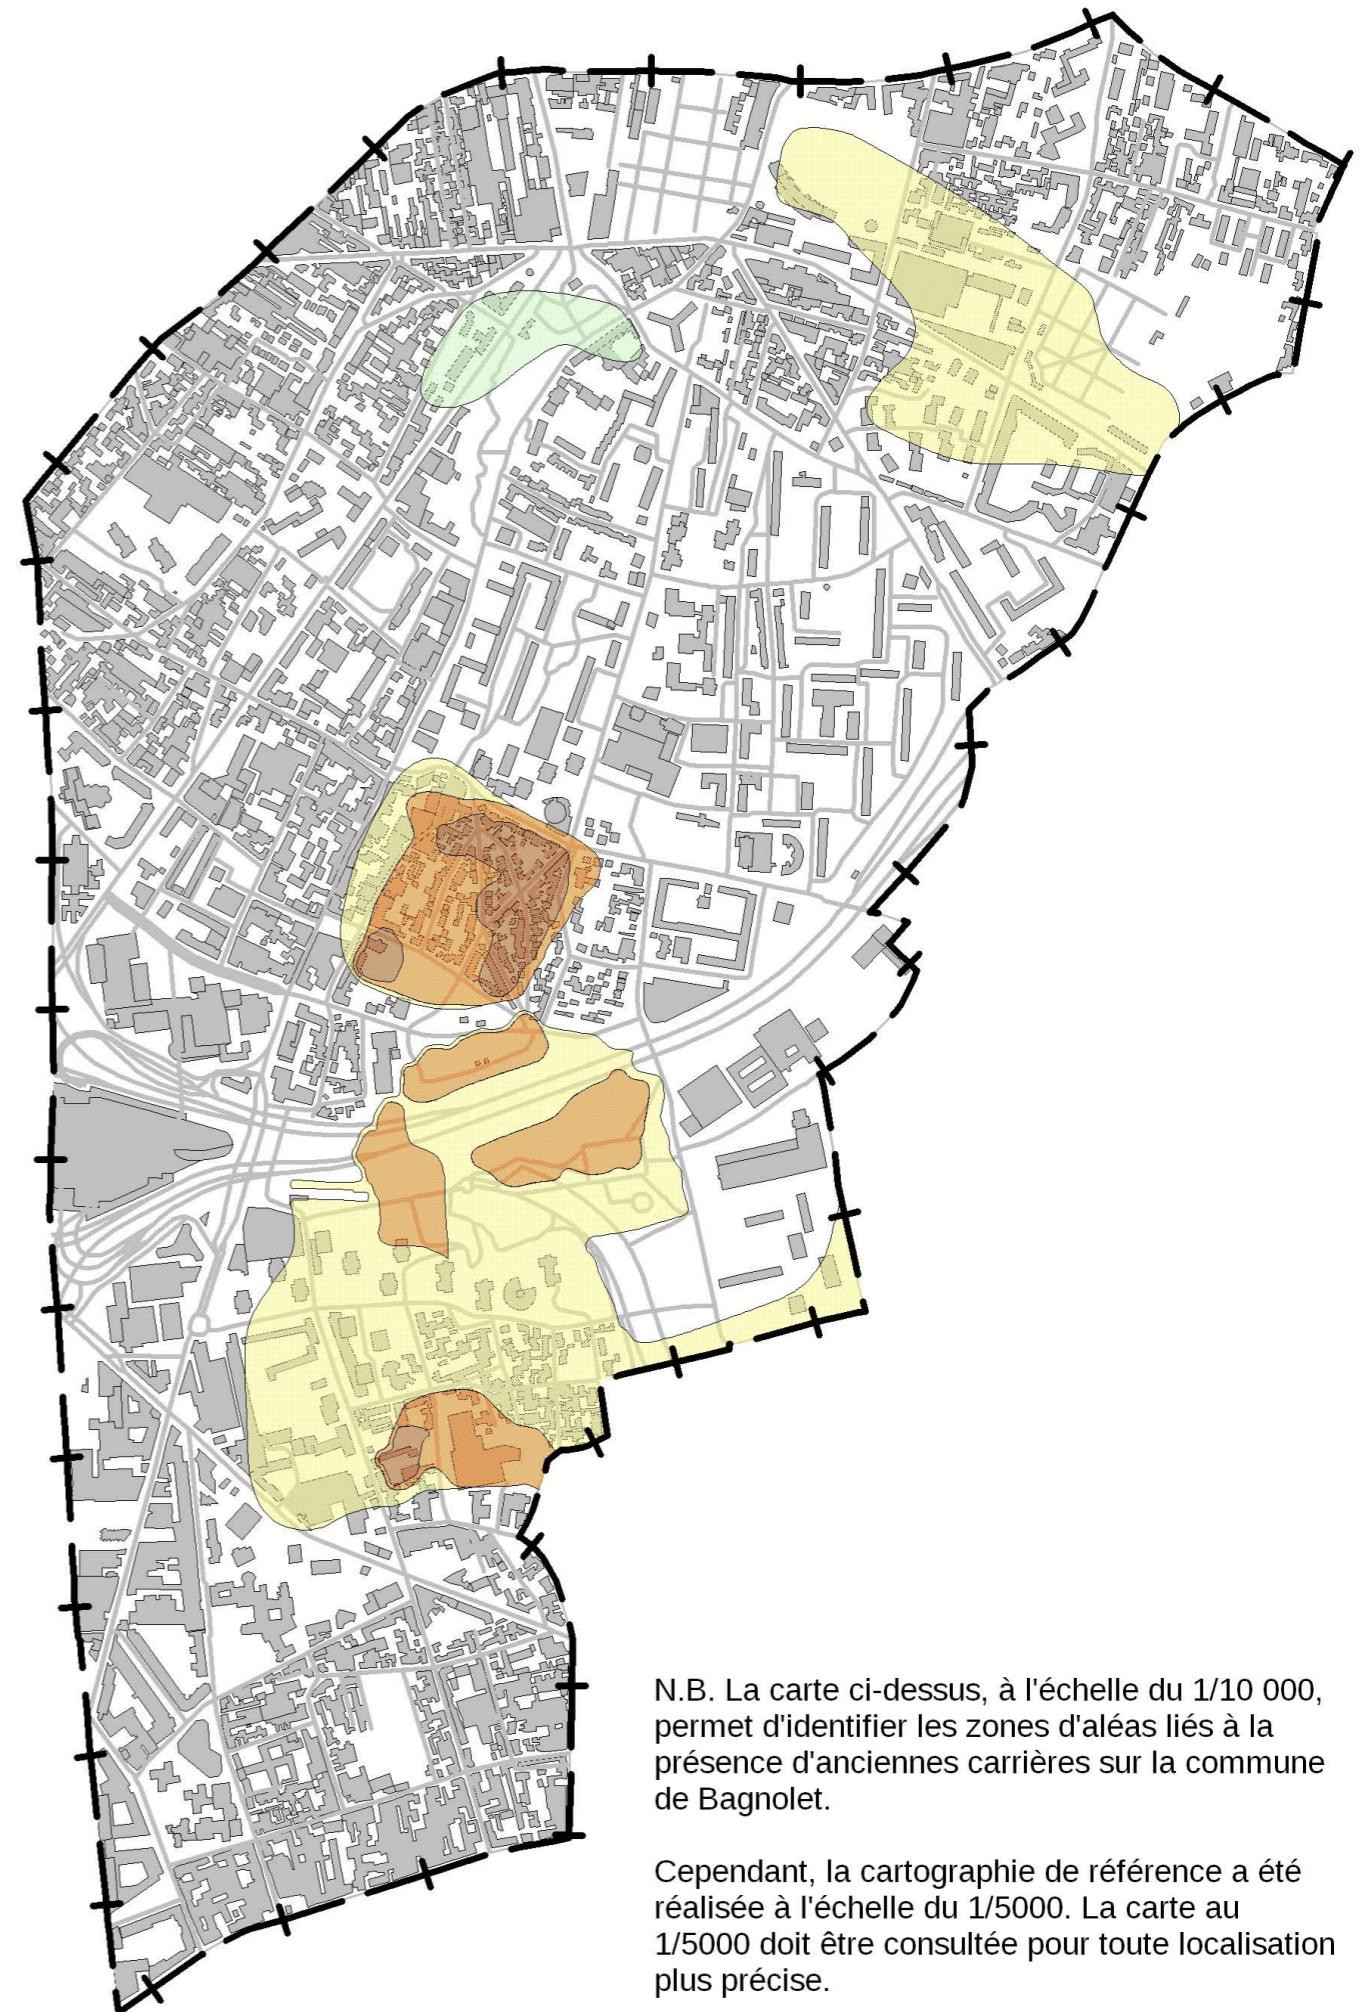 N.B. La carte ci-dessus, à l'échelle du 1/10 000,
permet d'identifier les zones d'aléas liés à la
présence d'anciennes carrières sur la commune
de Bagnolet.
Cependant, la cartographie de référence a été
réalisée à l'échelle du 1/5000. La carte au
1/5000 doit être consultée pour toute localisation
plus précise.